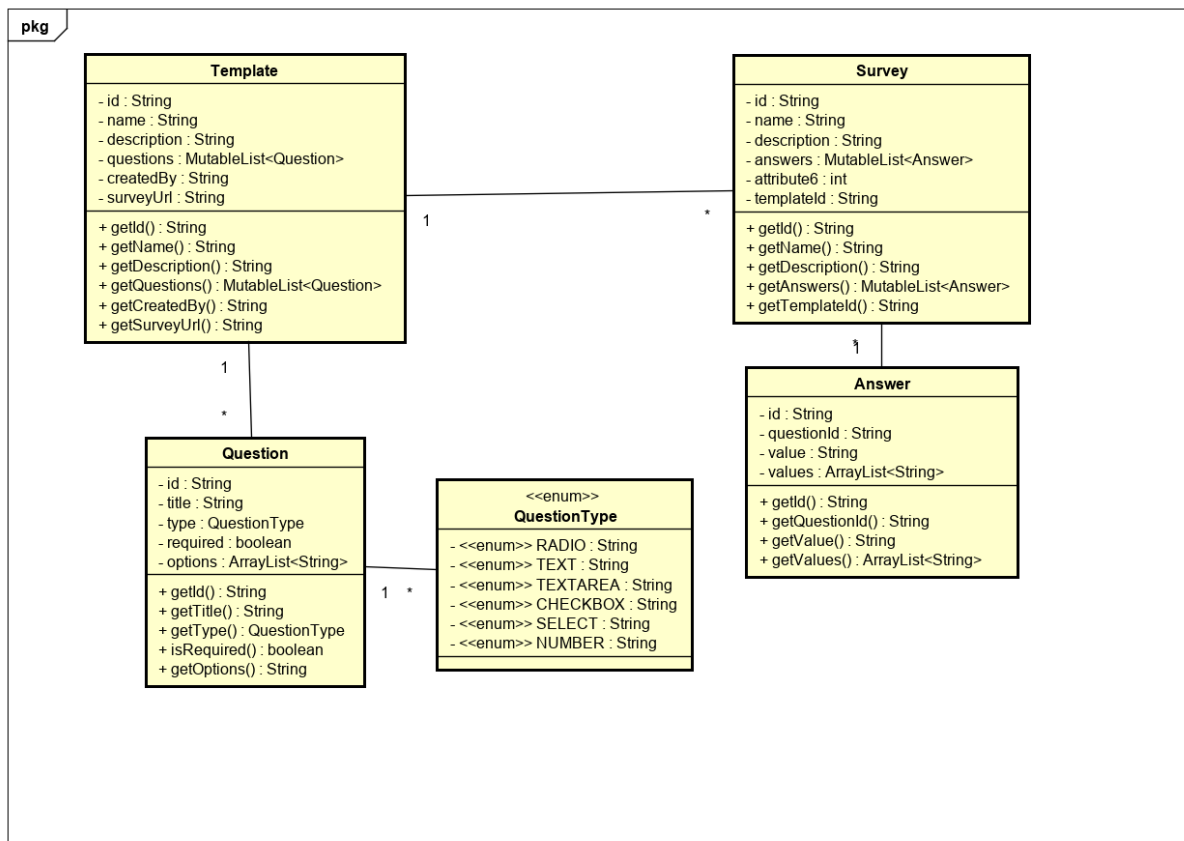 pkg
Template
- id : String
- name : String
- description : String
- questions : MutableList<Question>
- createdBy : String
- surveyUrl : String
+ getId() : String
+ getName() : String
+ getDescription() : String
+ getQuestions() : MutableList<Question>
+ getCreatedBy() : String
+ getSurveyUrl() : String
1
*
Survey
- id : String
- name : String
- description : String
- answers : MutableList<Answer>
- attribute6 : int
- templateId : String
+ getId() : String
+ getName() : String
+ getDescription() : String
+ getAnswers() : MutableList<Answer>
+ getTemplateId() : String
1
*
*
1
Question
- id : String
- title : String
- type : QuestionType
- required : boolean
- options : ArrayList<String>
+ getId() : String
+ getTitle() : String
+ getType() : QuestionType
+ isRequired() : boolean
+ getOptions() : String
1
*
<<enum>>
QuestionType
- <<enum>> RADIO : String
- <<enum>> TEXT : String
- <<enum>> TEXTAREA : String
- <<enum>> CHECKBOX : String
- <<enum>> SELECT : String
- <<enum>> NUMBER : String
Answer
- id : String
- questionId : String
- value : String
- values : ArrayList<String>
+ getId() : String
+ getQuestionId() : String
+ getValue() : String
+ getValues() : ArrayList<String>